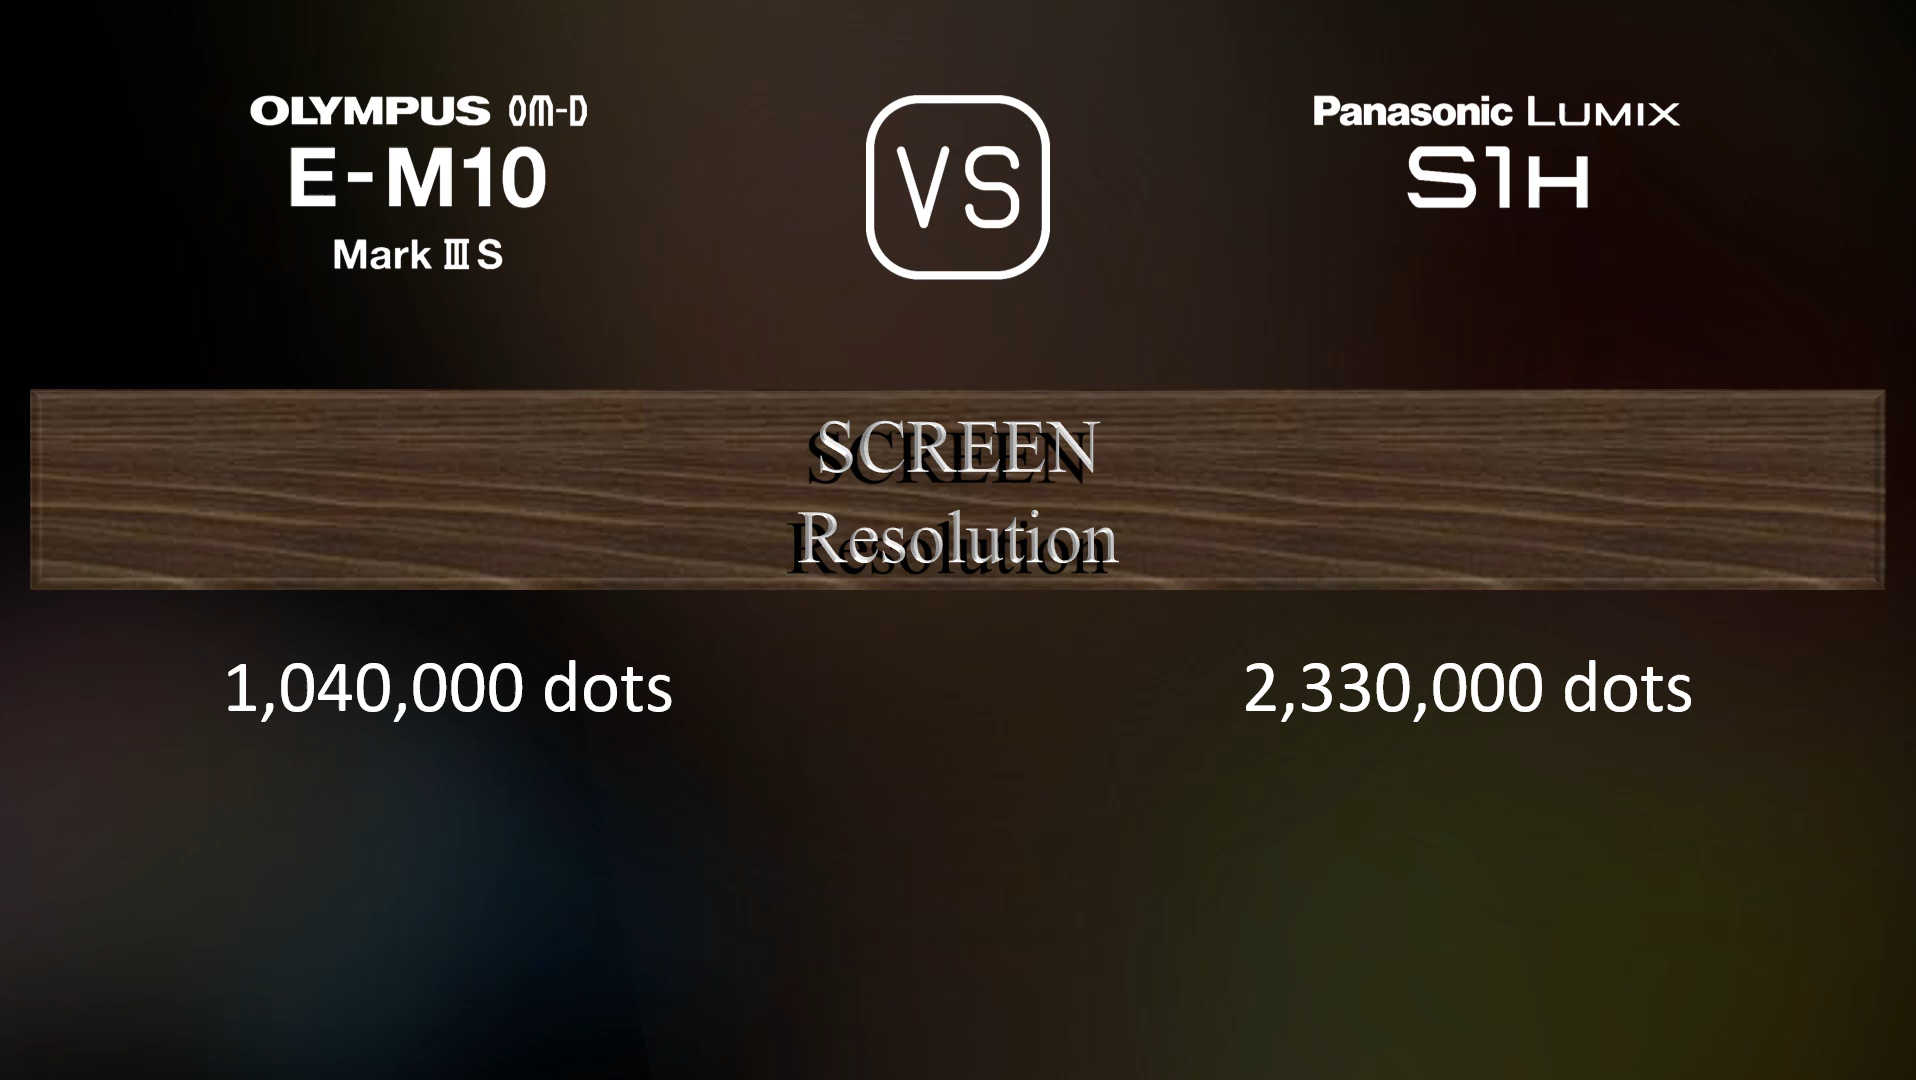 OLYMPUS OM-D
E-M10
Mark III S
VS
Panasonic LUMIX
S1H
SCREEN
Resolution
1,040,000 dots
2,330,000 dots